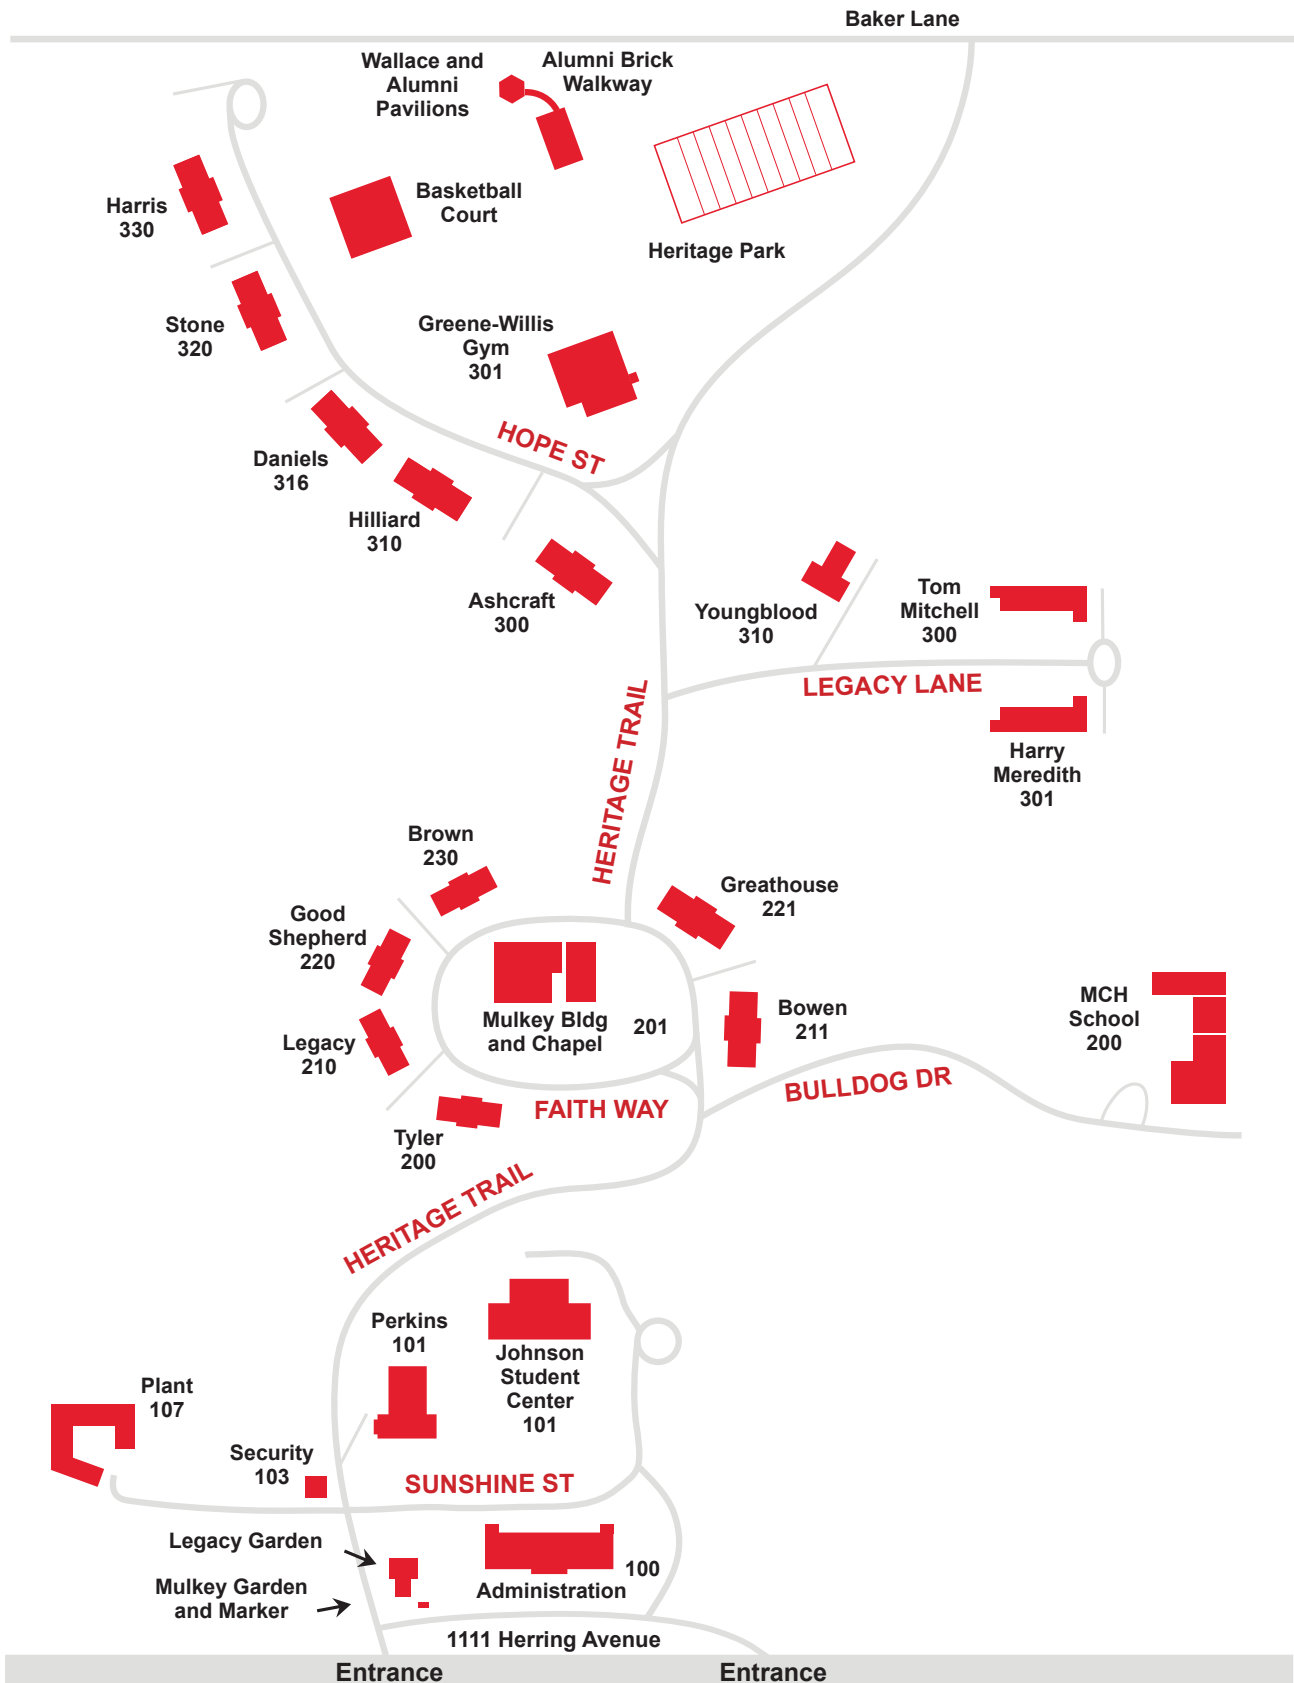 Baker Lane
Wallace and
Alumni
Pavilions
Alumni Brick
Walkway
Harris
330
Basketball
Court
Heritage Park
Stone
320
Greene-Willis
Gym
301
HOPE ST
Daniels
316
Hilliard
310
Ashcraft
300
Youngblood
310
Tom
Mitchell
300
LEGACY LANE
Harry
Meredith
301
HERITAGE TRAIL
Brown
230
Greathouse
221
Good
Shepherd
220
Mulkey Bldg
and Chapel
201
Bowen
211
MCH
School
200
Legacy
210
BULLDOG DR
FAITH WAY
Tyler
200
HERITAGE TRAIL
Perkins
101
Johnson
Student
Center
101
Plant
107
Security
103
SUNSHINE ST
Legacy Garden
Mulkey Garden
and Marker
100
Administration
1111 Herring Avenue
Entrance
Entrance